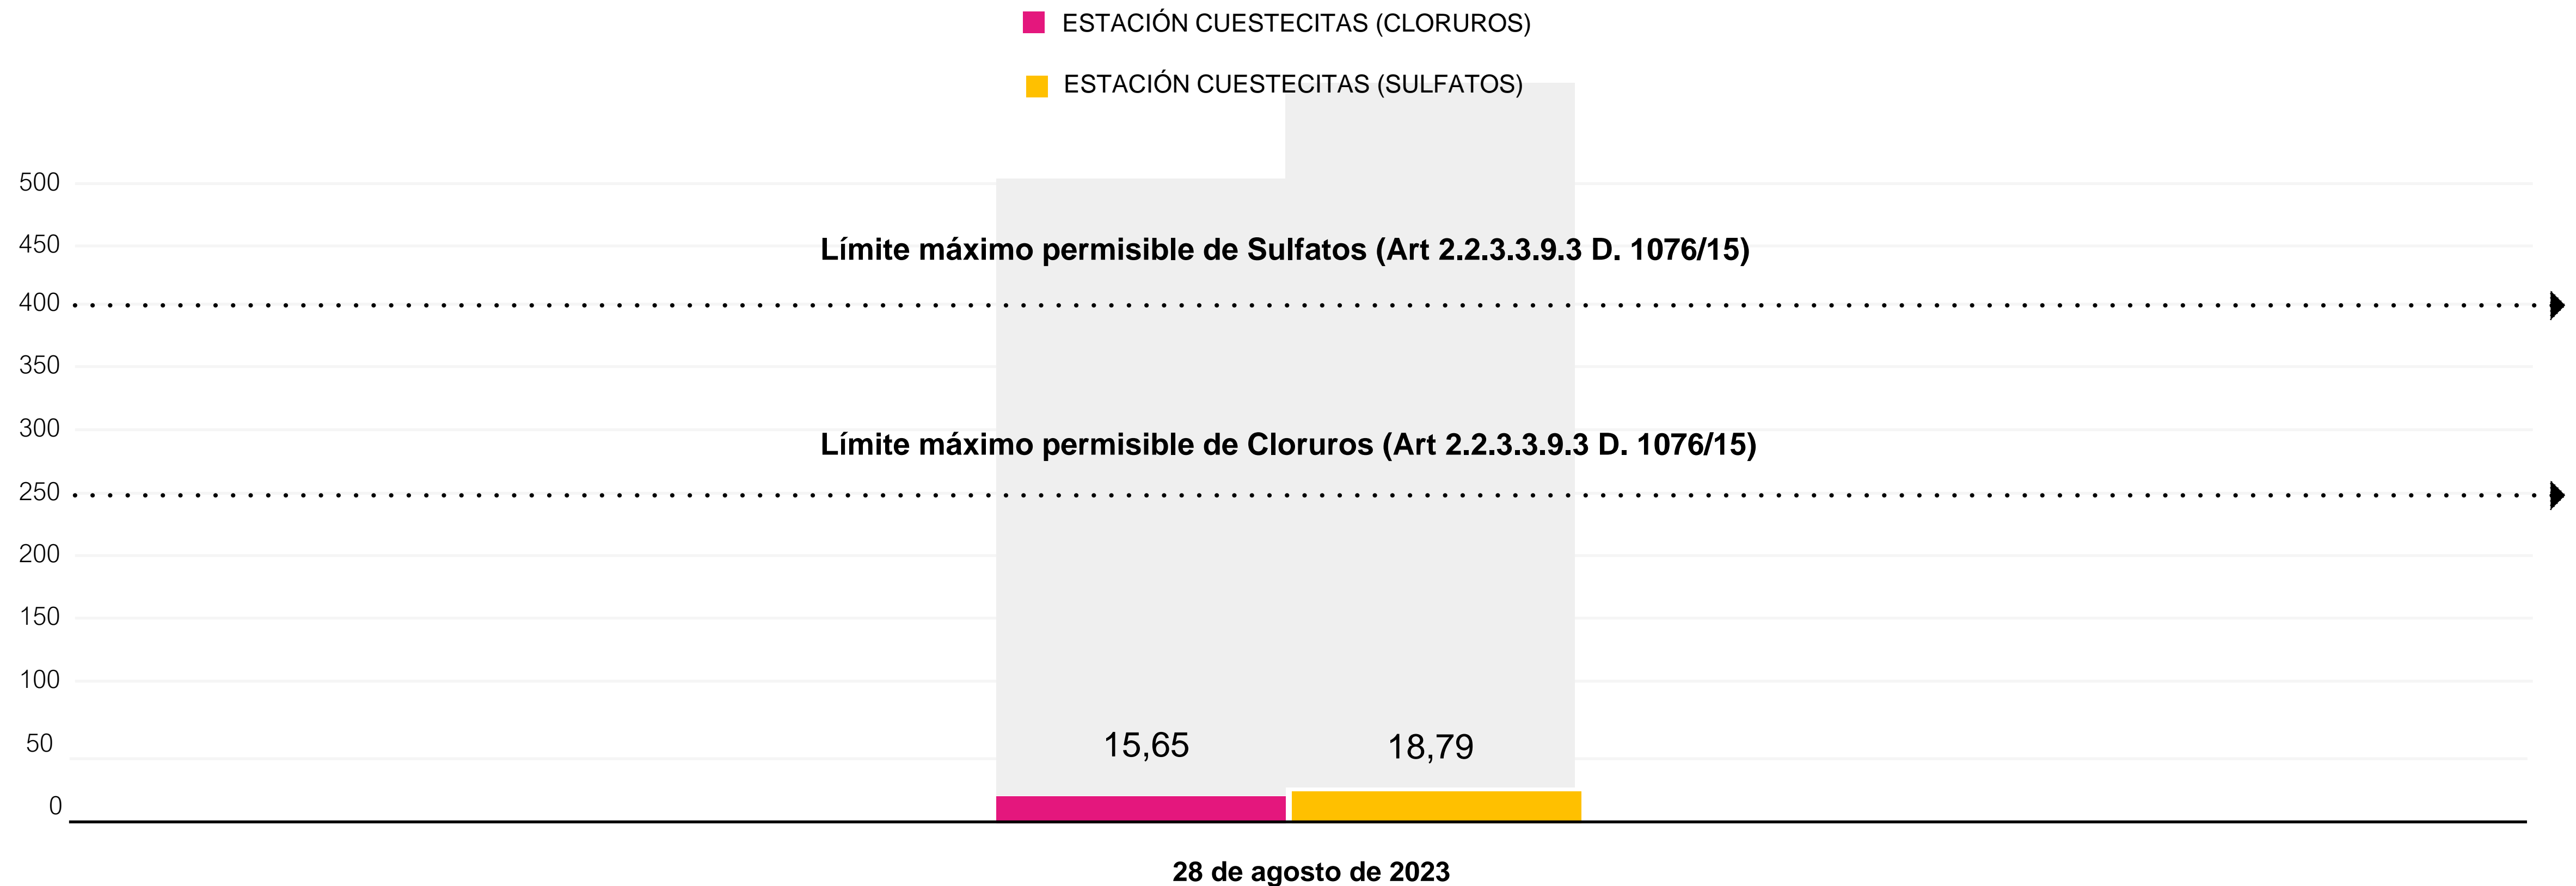 ESTACIÓN CUESTECITAS (CLORUROS)
ESTACIÓN CUESTECITAS (SULFATOS)
500
450
Límite máximo permisible de Sulfatos (Art 2.2.3.3.9.3 D. 1076/15)
400
350
300
Límite máximo permisible de Cloruros (Art 2.2.3.3.9.3 D. 1076/15)
250
200
150
100
50
15,65
18,79
0
28 de agosto de 2023